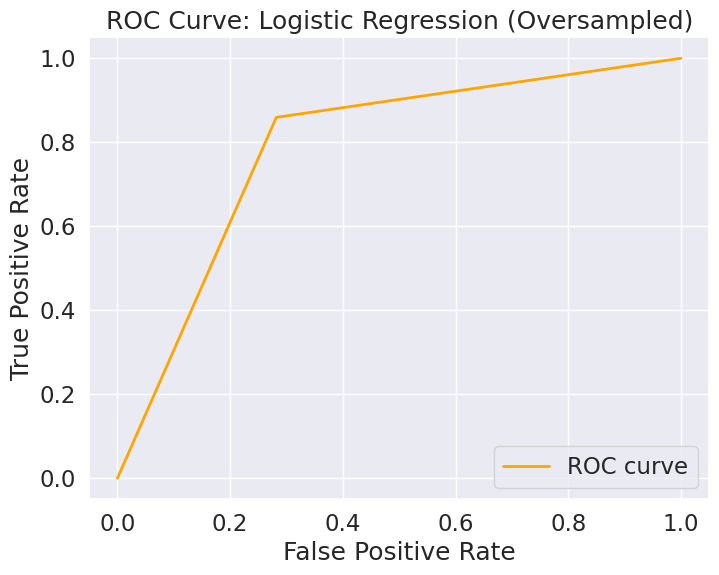 ROC Curve: Logistic Regression (Oversampled)
True Positive Rate
1.0
0.8
0.6
0.4
0.2
0.0
ROC curve
0.0 0.2 0.4 0.6 0.8 1.0
False Positive Rate